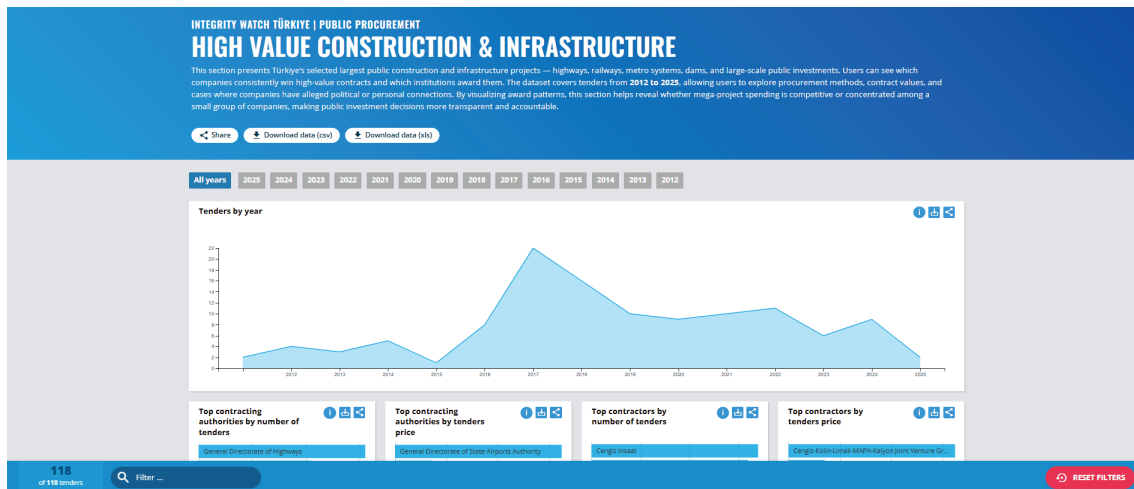 INTEGRITY WATCH TÜRKIYE | PUBLIC PROCUREMENT
HIGH VALUE CONSTRUCTION & INFRASTRUCTURE
This section presents Türkiye's selected largest public construction and infrastructure projects — highways, railways, metro systems, dams, and large-scale public investments. Users can see which
companies consistently win high-value contracts and which institutions award them. The dataset covers tenders from 2012 to 2025, allowing users to explore procurement methods, contract values, and
cases where companies have alleged political or personal connections. By visualizing award patterns, this section helps reveal whether mega-project spending is competitive or concentrated among a
small group of companies, making public investment decisions more transparent and accountable.
Share Download data (csv) Download data (xls)
All years 2025 2024 2023 2022 2021 2020 2019 2018 2017 2016 2015 2014 2013 2012
Tenders by year
22
20
18
16
14
12
10
8
6
4
2
0
2012 2013 2014 2015 2016 2017 2018 2019 2020 2021 2022 2023 2024 2025
Top contracting authorities by number of tenders
General Directorate of Highways
Top contracting authorities by tenders price
General Directorate of State Airports Authority
Top contractors by number of tenders
Cengiz Insaat
Top contractors by tenders price
Cengiz-Kolin-Limak-MAPA-Kalyon Joint Venture Gr...
118
of 118 tenders
Filter ...
RESET FILTERS